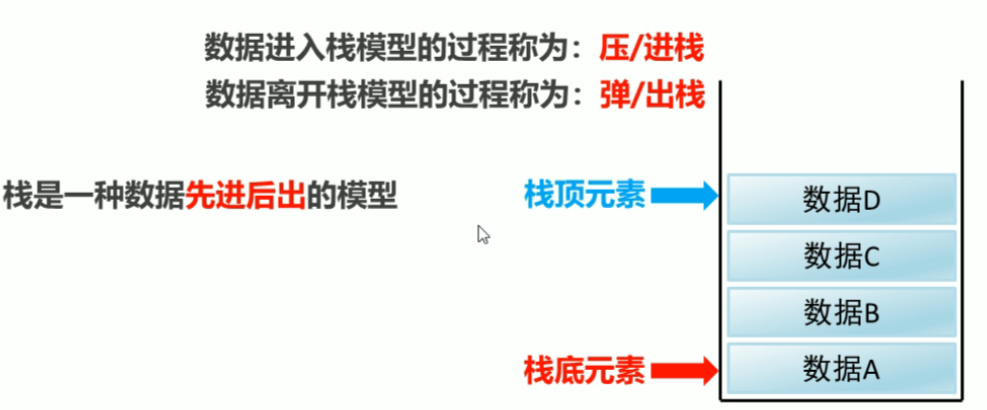 数据进入栈模型的过程称为：压/进栈
数据离开栈模型的过程称为：弹/出栈
栈是一种数据先进后出的模型
栈顶元素
数据D
数据C
数据B
栈底元素
数据A